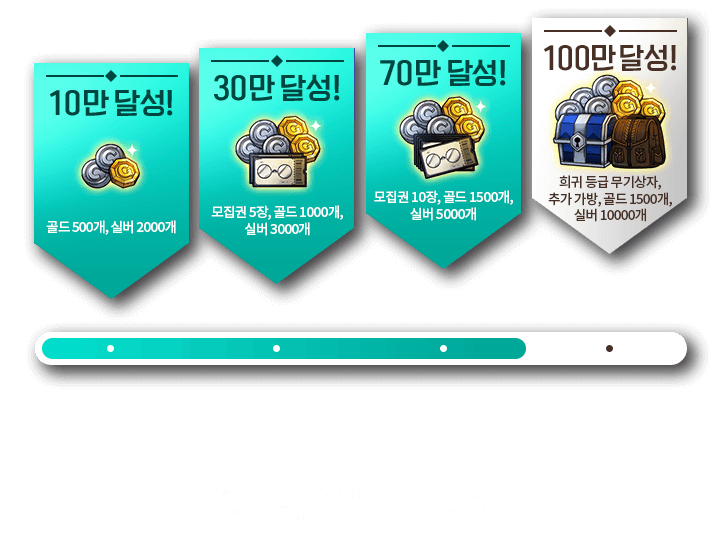 10만 달성!
골드 500개, 실버 2000개
30만 달성!
모집권 5장, 골드 1000개,
실버 3000개
70만 달성!
모집권 10장, 골드 1500개,
실버 5000개
100만 달성!
희귀 등급 무기상자,
추가 가방, 골드 1500개,
실버 10000개